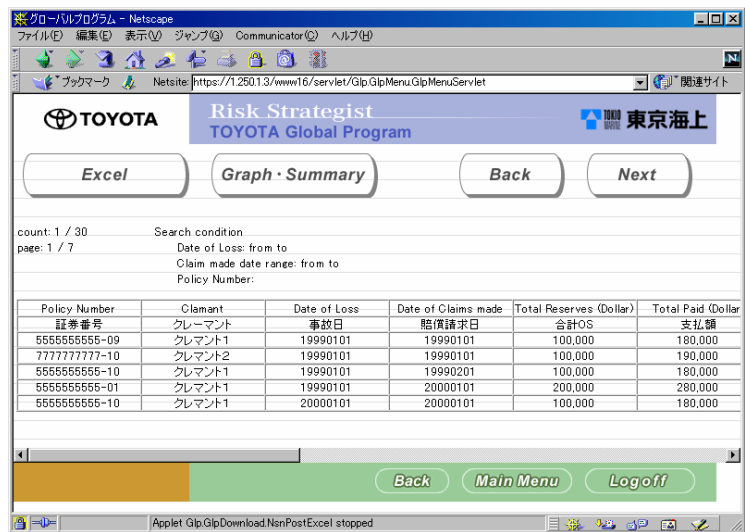 グローバルプログラム - Netscape
ファイル(F) 編集(E) 表示(V) ジャンプ(G) Communicator(C) ヘルプ(H)
ブックマーク Netsite: https://1.250.1.3/www16/servlet/Glp.GlpMenu.GlpMenuServlet 関連サイト
TOYOTA Risk Strategist TOKIO MARINE 東京海上
TOYOTA Global Program
Excel Graph・Summary Back Next
count: 1 / 30 Search condition
page: 1 / 7 Date of Loss: from to
Claim made date range: from to
Policy Number:
Policy Number Clamant Date of Loss Date of Claims made Total Reserves (Dollar) Total Paid (Dollar
証券番号 クレーマント 事故日 賠償請求日 合計OS 支払額
5555555555-09 クレマント1 19990101 19990101 100,000 180,000
7777777777-10 クレマント2 19990101 19990101 100,000 190,000
5555555555-10 クレマント1 19990101 19990201 100,000 180,000
5555555555-01 クレマント1 19990101 20000101 200,000 280,000
5555555555-10 クレマント1 20000101 20000101 100,000 180,000
Back Main Menu Logoff
Applet Glp.GlpDownload.NsnPostExcel stopped